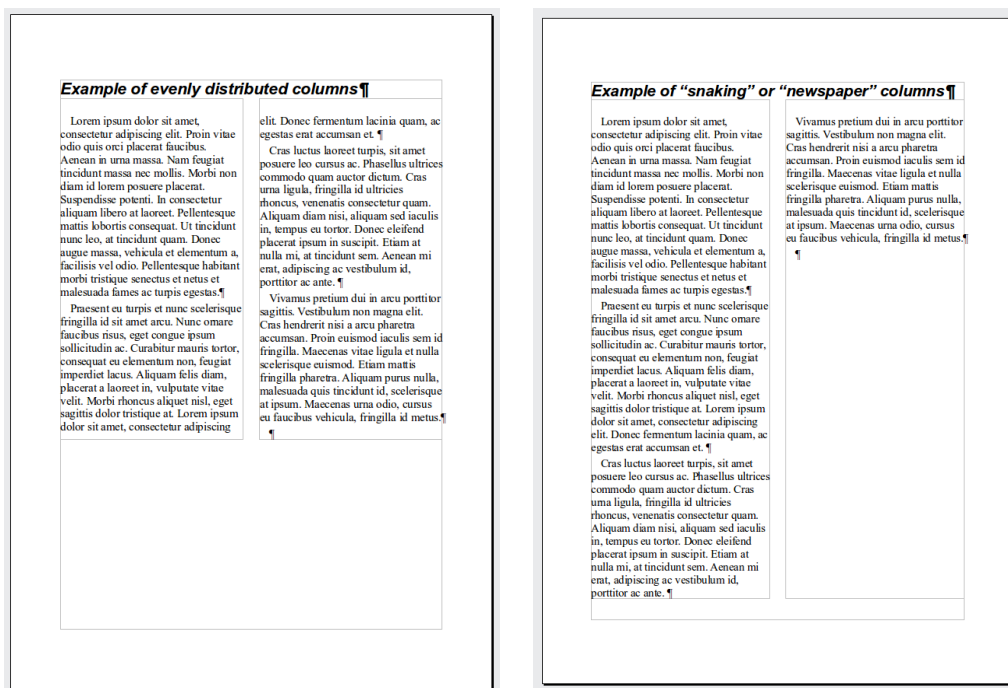 Example of evenly distributed columns¶
Lorem ipsum dolor sit amet,
consectetur adipiscing elit. Proin vitae
odio quis orci placerat faucibus.
Aenean in urna massa. Nam feugiat
tincidunt massa nec mollis. Morbi non
diam id lorem posuere placerat.
Suspendisse potenti. In consectetur
aliquam libero at laoreet. Pellentesque
mattis lobortis consequat. Ut tincidunt
nunc leo, at tincidunt quam. Donec
augue massa, vehicula et elementum a,
facilisis vel odio. Pellentesque habitant
morbi tristique senectus et netus et
malesuada fames ac turpis egestas.¶
Praesent eu turpis et nunc scelerisque
fringilla id sit amet arcu. Nunc ornare
faucibus risus, eget congue ipsum
sollicitudin ac. Curabitur mauris tortor,
consequat eu elementum non, feugiat
imperdiet lacus. Aliquam felis diam,
placerat a laoreet in, vulputate vitae
velit. Morbi rhoncus aliquet nisl, eget
sagittis dolor tristique at. Lorem ipsum
dolor sit amet, consectetur adipiscing
elit. Donec fermentum lacinia quam, ac
egestas erat accumsan et. ¶
Cras luctus laoreet turpis, sit amet
posuere leo cursus ac. Phasellus ultrices
commodo quam auctor dictum. Cras
urna ligula, fringilla id ultricies
rhoncus, venenatis consectetur quam.
Aliquam diam nisi, aliquam sed iaculis
in, tempus eu tortor. Donec eleifend
placerat ipsum in suscipit. Etiam at
nulla mi, at tincidunt sem. Aenean mi
erat, adipiscing ac vestibulum id,
porttitor ac ante. ¶
Vivamus pretium dui in arcu porttitor
sagittis. Vestibulum non magna elit.
Cras hendrerit nisi a arcu pharetra
accumsan. Proin euismod iaculis sem id
fringilla. Maecenas vitae ligula et nulla
scelerisque euismod. Etiam mattis
fringilla pharetra. Aliquam purus nulla,
malesuada quis tincidunt id, scelerisque
at ipsum. Maecenas urna odio, cursus
eu faucibus vehicula, fringilla id metus.¶
¶
Example of “snaking” or “newspaper” columns¶
Lorem ipsum dolor sit amet,
consectetur adipiscing elit. Proin vitae
odio quis orci placerat faucibus.
Aenean in urna massa. Nam feugiat
tincidunt massa nec mollis. Morbi non
diam id lorem posuere placerat.
Suspendisse potenti. In consectetur
aliquam libero at laoreet. Pellentesque
mattis lobortis consequat. Ut tincidunt
nunc leo, at tincidunt quam. Donec
augue massa, vehicula et elementum a,
facilisis vel odio. Pellentesque habitant
morbi tristique senectus et netus et
malesuada fames ac turpis egestas.¶
Praesent eu turpis et nunc scelerisque
fringilla id sit amet arcu. Nunc ornare
faucibus risus, eget congue ipsum
sollicitudin ac. Curabitur mauris tortor,
consequat eu elementum non, feugiat
imperdiet lacus. Aliquam felis diam,
placerat a laoreet in, vulputate vitae
velit. Morbi rhoncus aliquet nisl, eget
sagittis dolor tristique at. Lorem ipsum
dolor sit amet, consectetur adipiscing
elit. Donec fermentum lacinia quam, ac
egestas erat accumsan et. ¶
Cras luctus laoreet turpis, sit amet
posuere leo cursus ac. Phasellus ultrices
commodo quam auctor dictum. Cras
urna ligula, fringilla id ultricies
rhoncus, venenatis consectetur quam.
Aliquam diam nisi, aliquam sed iaculis
in, tempus eu tortor. Donec eleifend
placerat ipsum in suscipit. Etiam at
nulla mi, at tincidunt sem. Aenean mi
erat, adipiscing ac vestibulum id,
porttitor ac ante. ¶
Vivamus pretium dui in arcu porttitor
sagittis. Vestibulum non magna elit.
Cras hendrerit nisi a arcu pharetra
accumsan. Proin euismod iaculis sem id
fringilla. Maecenas vitae ligula et nulla
scelerisque euismod. Etiam mattis
fringilla pharetra. Aliquam purus nulla,
malesuada quis tincidunt id, scelerisque
at ipsum. Maecenas urna odio, cursus
eu faucibus vehicula, fringilla id metus.¶
¶